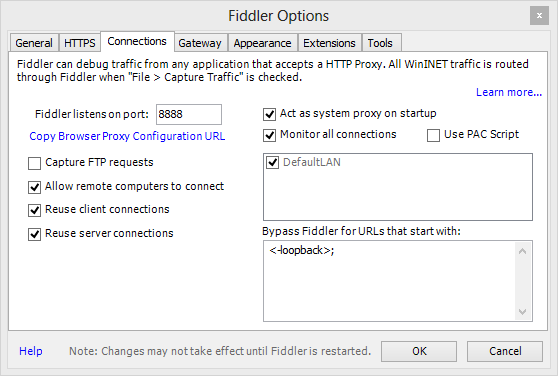 Fiddler Options
x
General HTTPS Connections Gateway Appearance Extensions Tools
Fiddler can debug traffic from any application that accepts a HTTP Proxy. All WinINET traffic is routed
through Fiddler when "File > Capture Traffic" is checked.
Learn more...
Fiddler listens on port: 8888
Copy Browser Proxy Configuration URL
Capture FTP requests
Allow remote computers to connect
Reuse client connections
Reuse server connections
Act as system proxy on startup
Monitor all connections Use PAC Script
DefaultLAN
Bypass Fiddler for URLs that start with:
<-loopback>;
Help Note: Changes may not take effect until Fiddler is restarted. OK Cancel